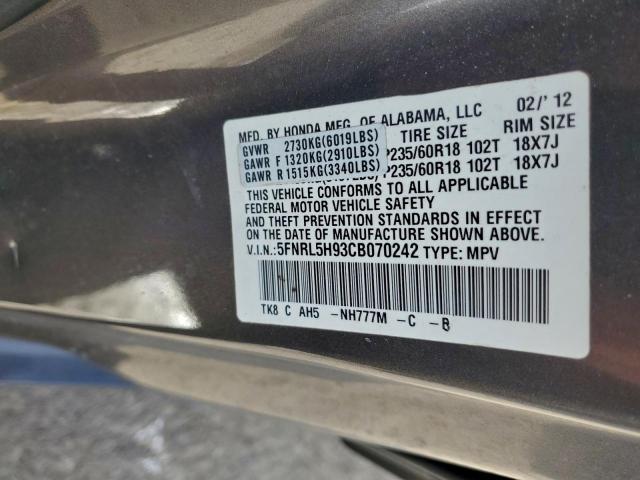 MFD. BY HONDA MFG. OF ALABAMA, LLC 02/'12
TIRE SIZE RIM SIZE
GVWR 2730KG(6019LBS)
GAWR F 1320KG(2910LBS) P235/60R18 102T 18X7J
GAWR R 1515KG(3340LBS) P235/60R18 102T 18X7J
THIS VEHICLE CONFORMS TO ALL APPLICABLE
FEDERAL MOTOR VEHICLE SAFETY
AND THEFT PREVENTION STANDARDS IN EFFECT
ON THE DATE OF MANUFACTURE SHOWN ABOVE.
V.I.N.:5FNRL5H93CB070242 TYPE: MPV
TK8 C AH5 -NH777M -C -B